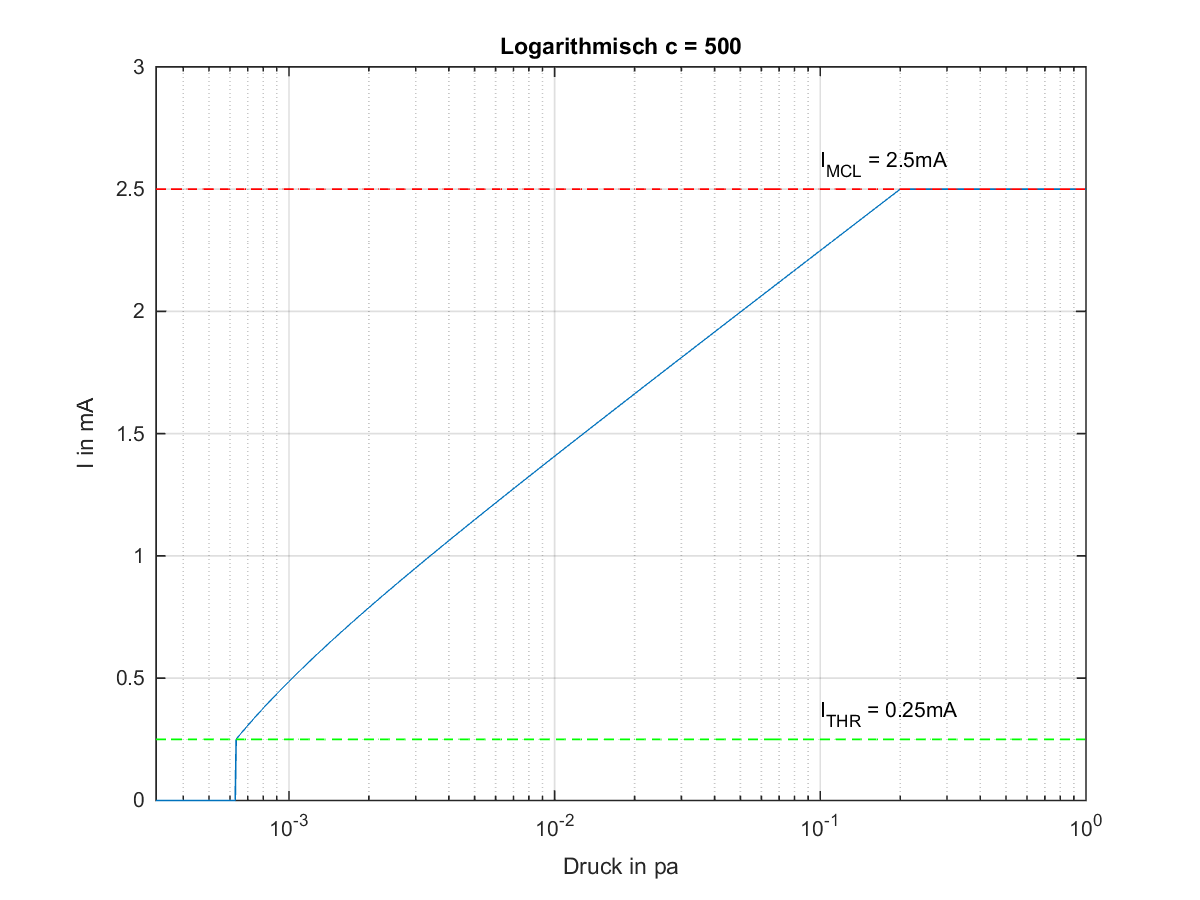 Logarithmisch c = 500
3
I_MCL = 2.5mA
2.5
2
I in mA
1.5
1
0.5
I_THR = 0.25mA
0
10^-3 10^-2 10^-1 10^0
Druck in pa